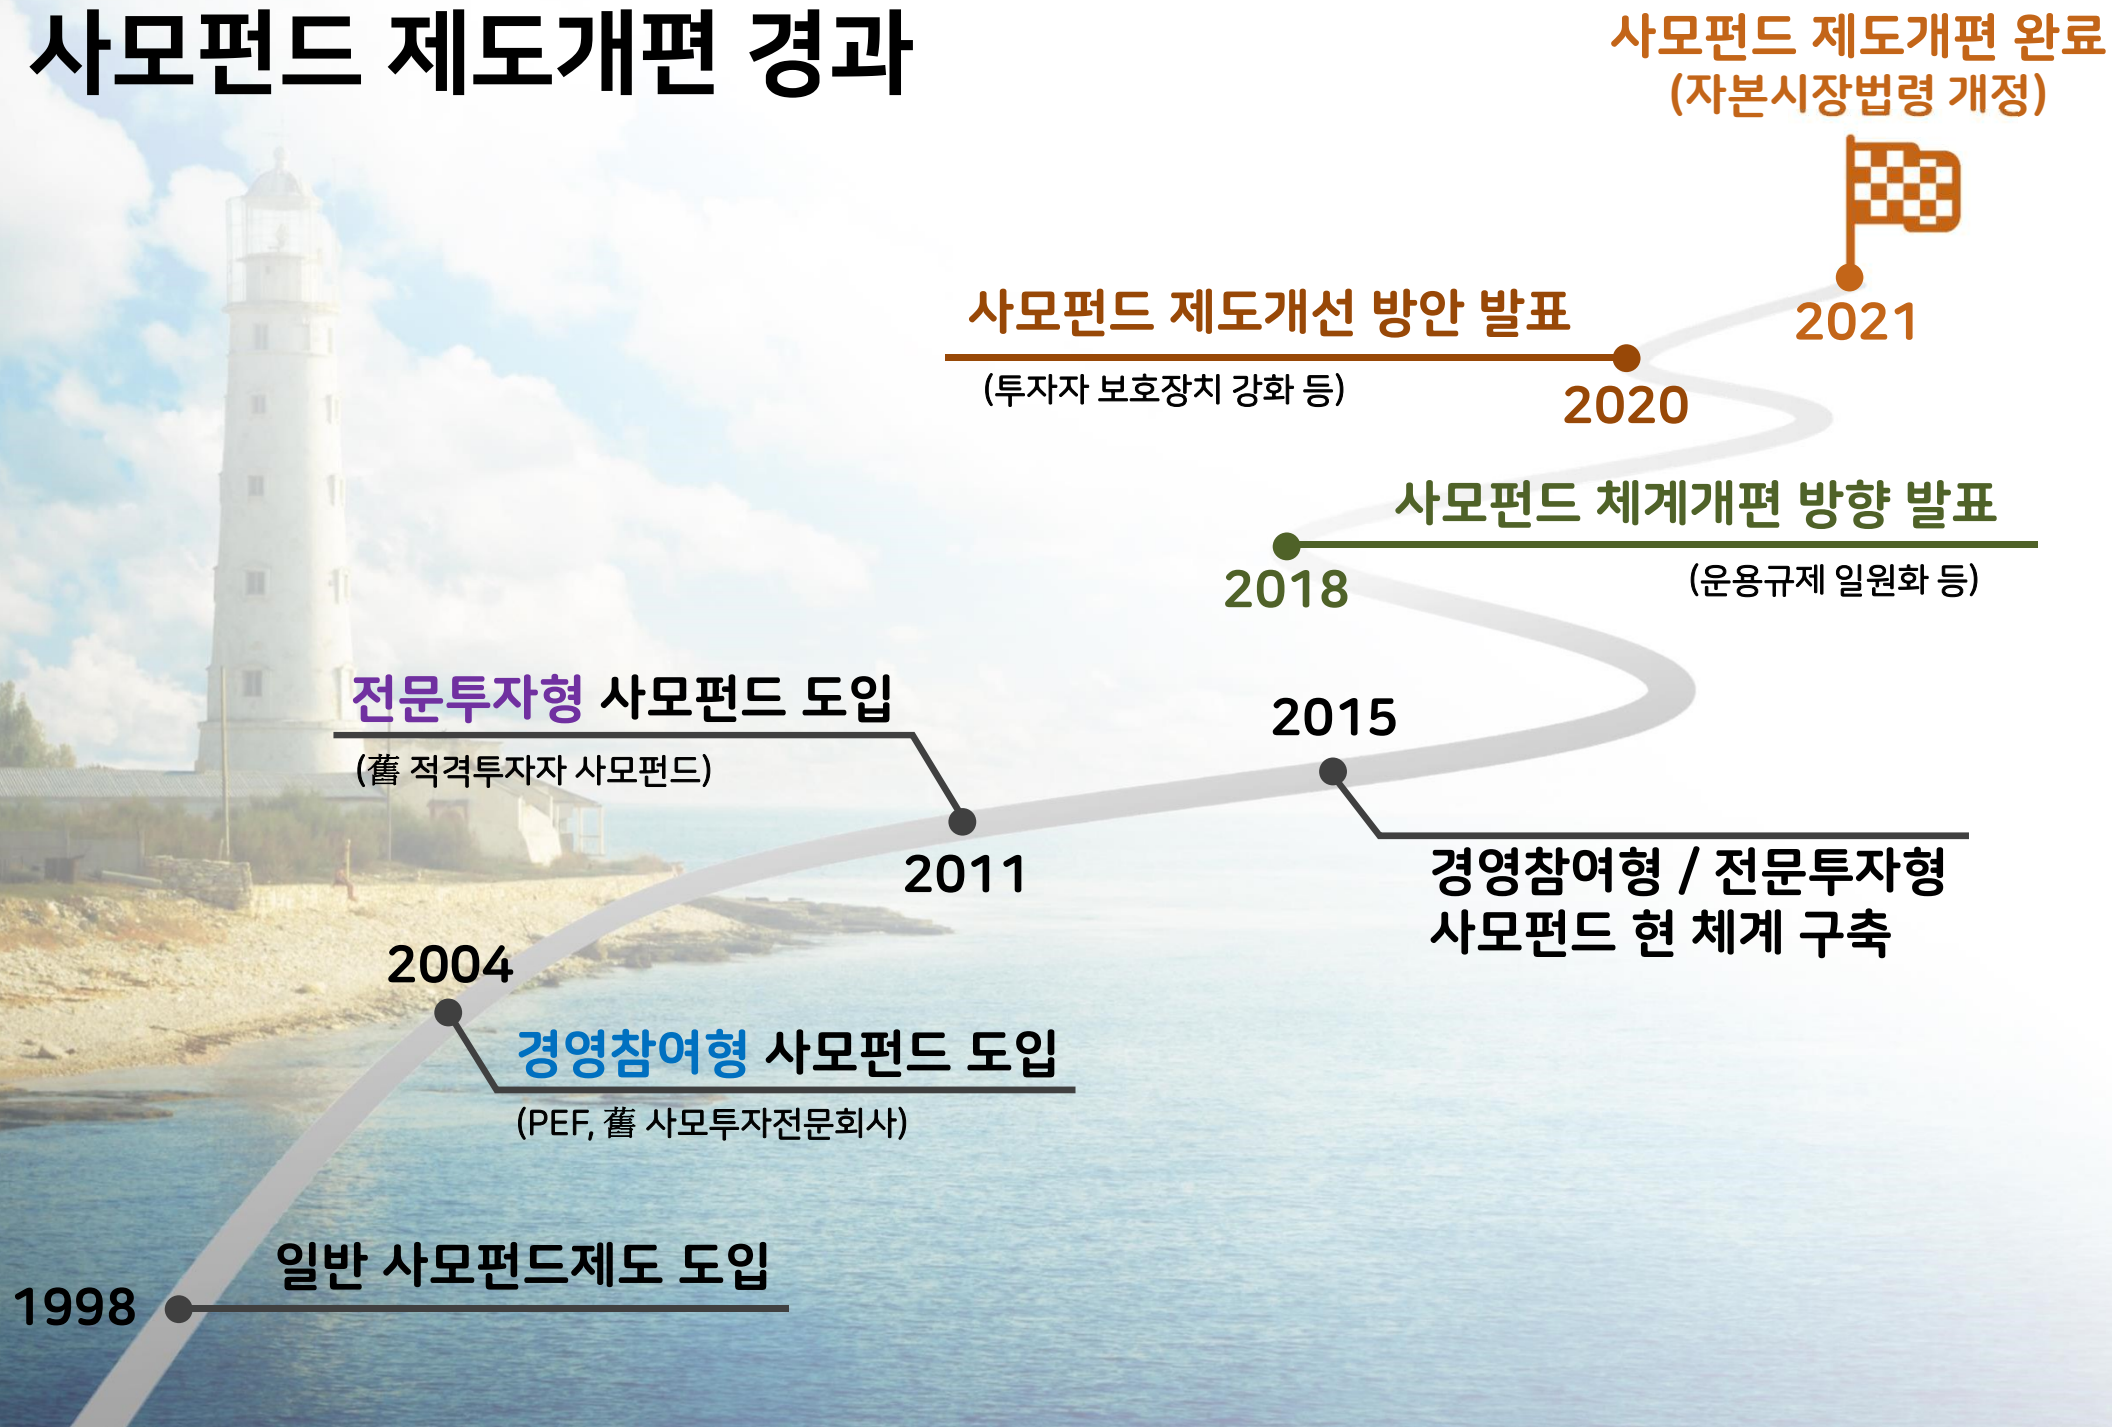 사모펀드 제도개편 경과
사모펀드 제도개편 완료
(자본시장법령 개정)
2021
사모펀드 제도개선 방안 발표
(투자자 보호장치 강화 등)
2020
사모펀드 체계개편 방향 발표
2018
(운용규제 일원화 등)
전문투자형 사모펀드 도입
(舊 적격투자자 사모펀드)
2011
2015
경영참여형 / 전문투자형
사모펀드 현 체계 구축
2004
경영참여형 사모펀드 도입
(PEF, 舊 사모투자전문회사)
일반 사모펀드제도 도입
1998